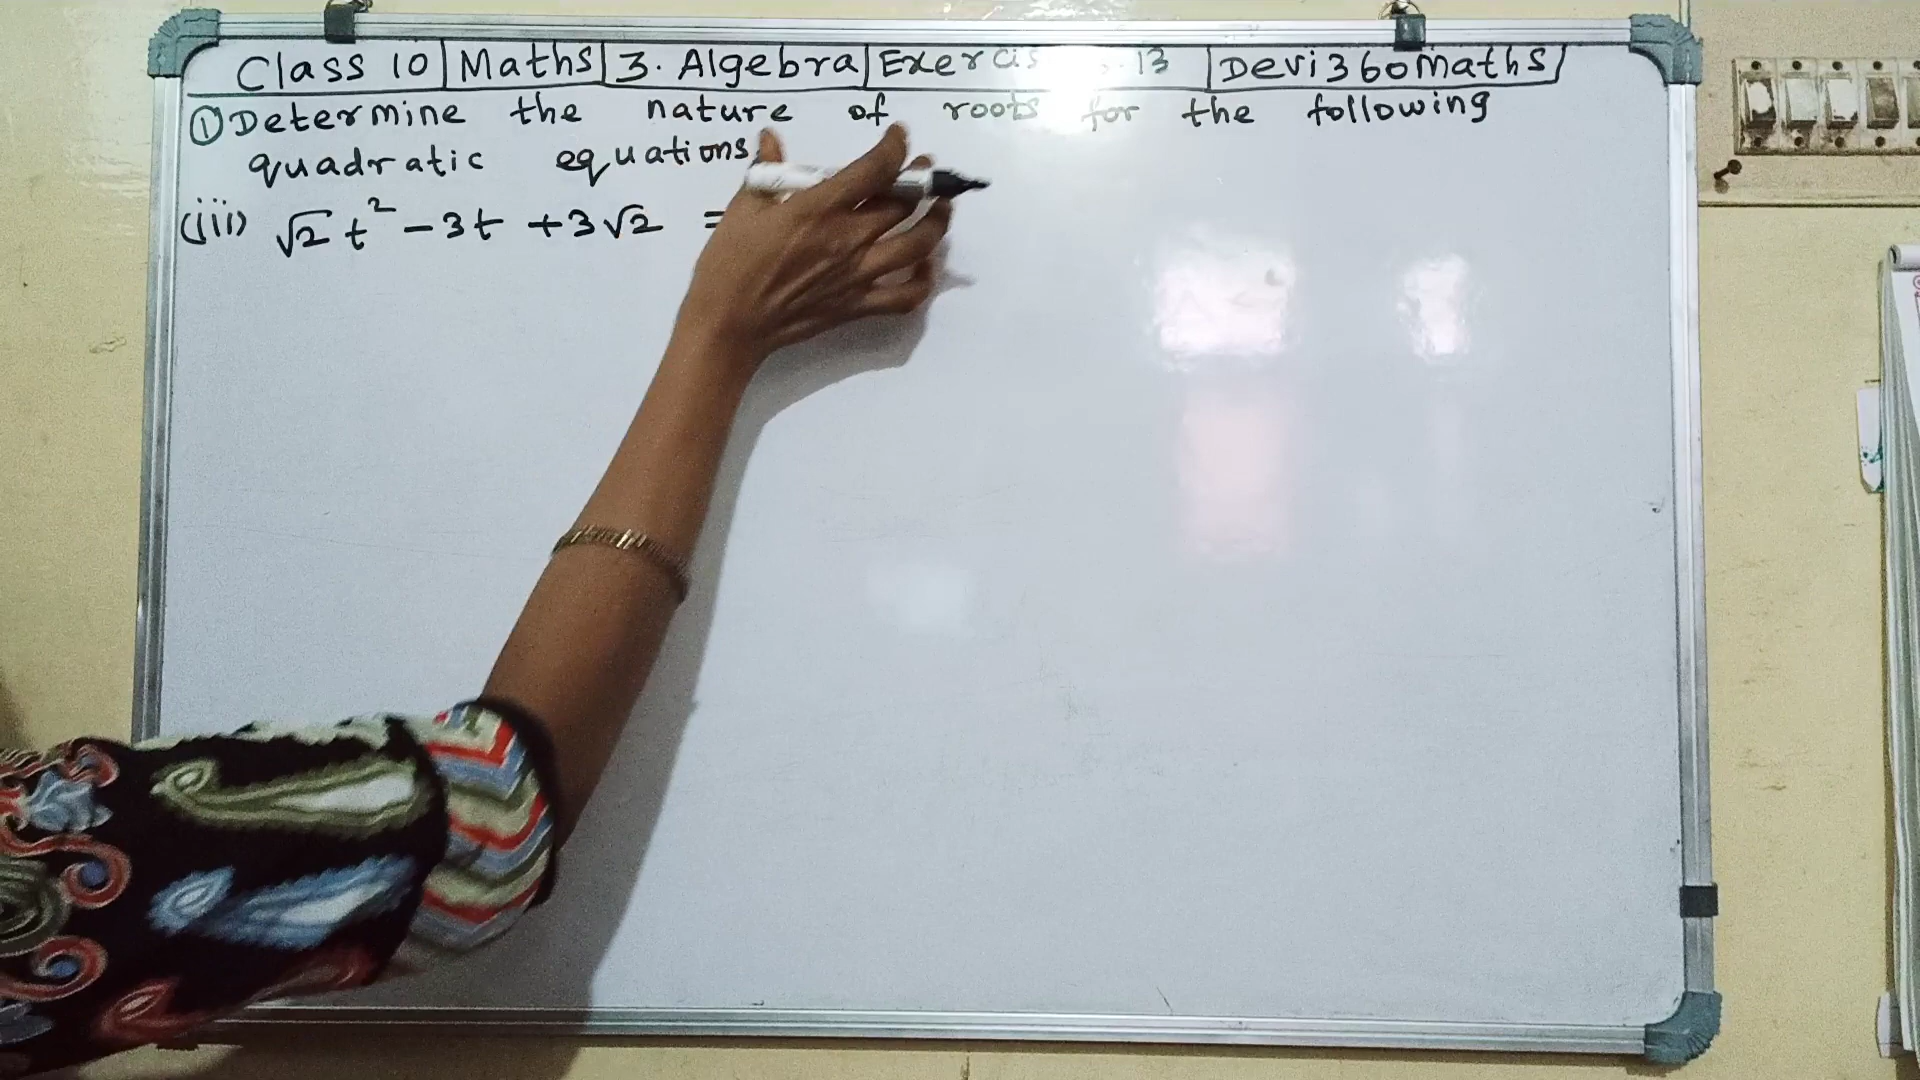 Class 10 Maths 3. Algebra Exercis .13 Devi360maths
① Determine the nature of roots for the following
quadratic equations
(iii) √2 t² - 3t + 3√2 =